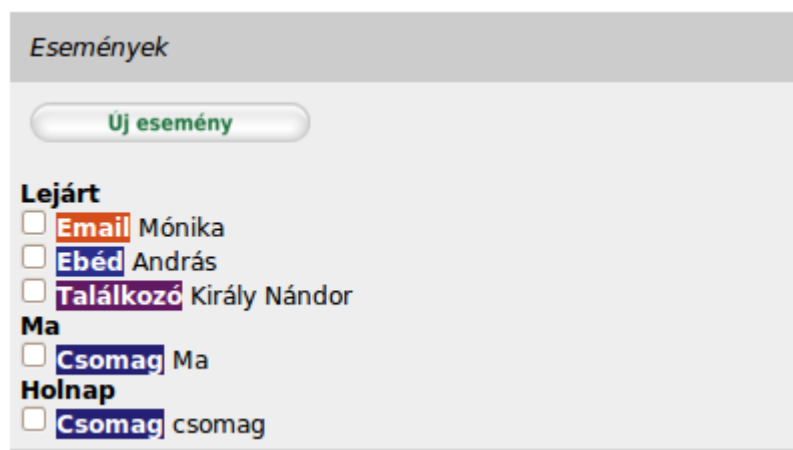 Események
Új esemény
Lejárt
Email Mónika
Ebéd András
Találkozó Király Nándor
Ma
Csomag Ma
Holnap
Csomag csomag